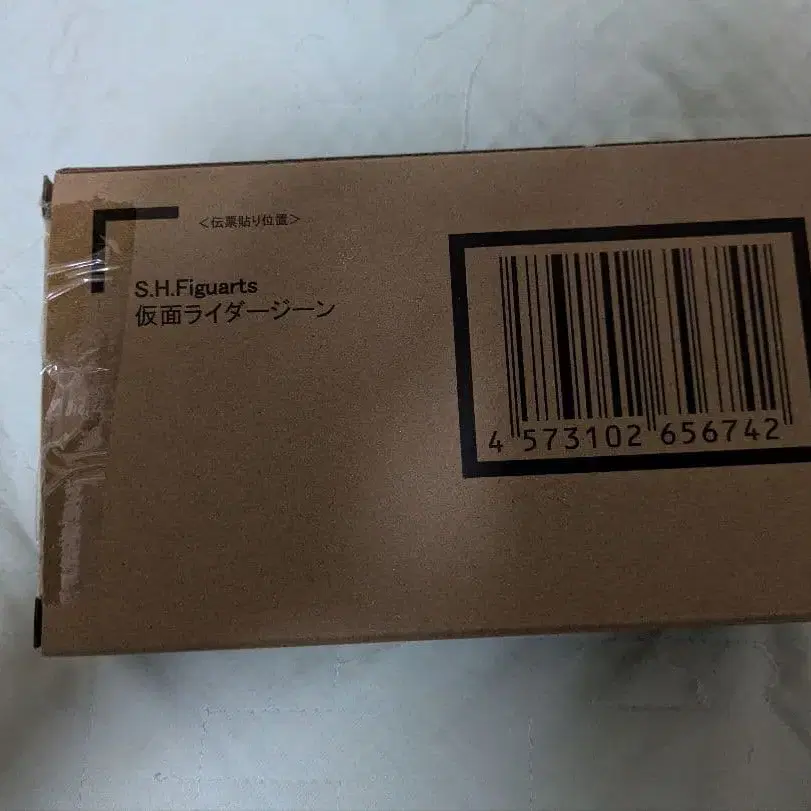 <伝票貼り位置>
S.H.Figuarts
仮面ライダージーン
4 573102 656742